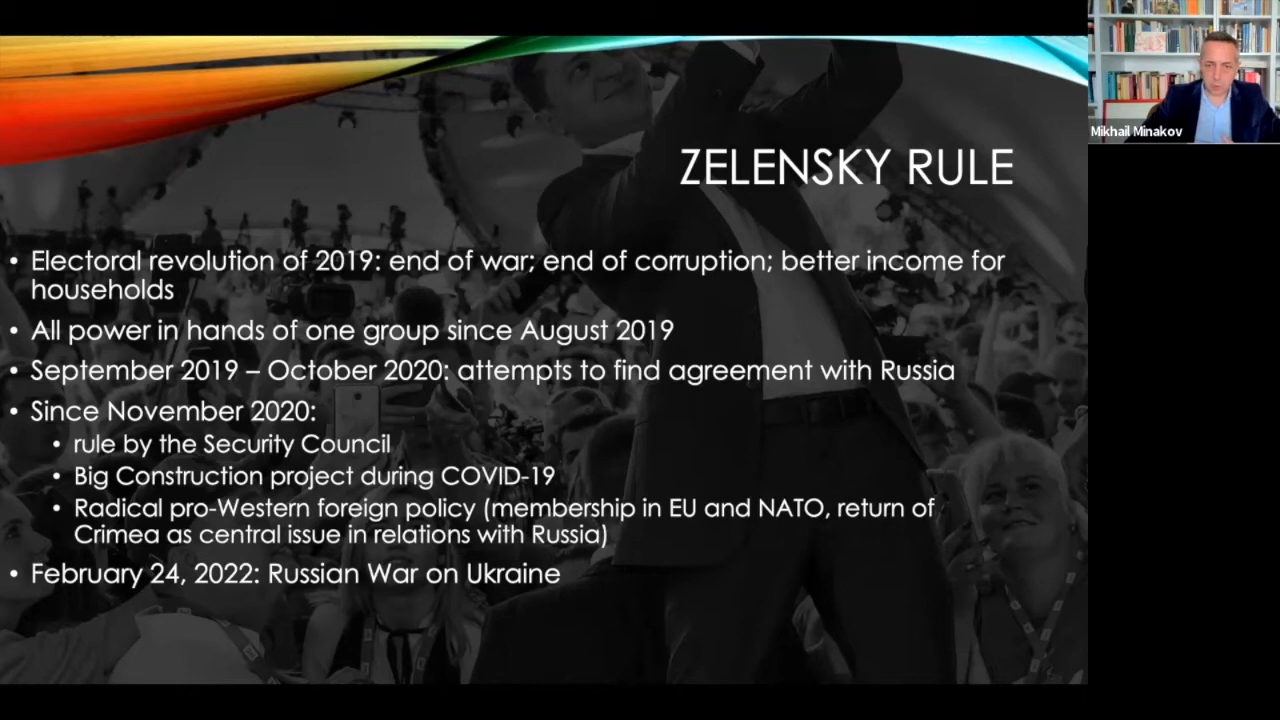 ZELENSKY RULE
• Electoral revolution of 2019: end of war; end of corruption; better income for
households
• All power in hands of one group since August 2019
• September 2019 – October 2020: attempts to find agreement with Russia
• Since November 2020:
• rule by the Security Council
• Big Construction project during COVID-19
• Radical pro-Western foreign policy (membership in EU and NATO, return of
Crimea as central issue in relations with Russia)
• February 24, 2022: Russian War on Ukraine
Mikhail Minakov